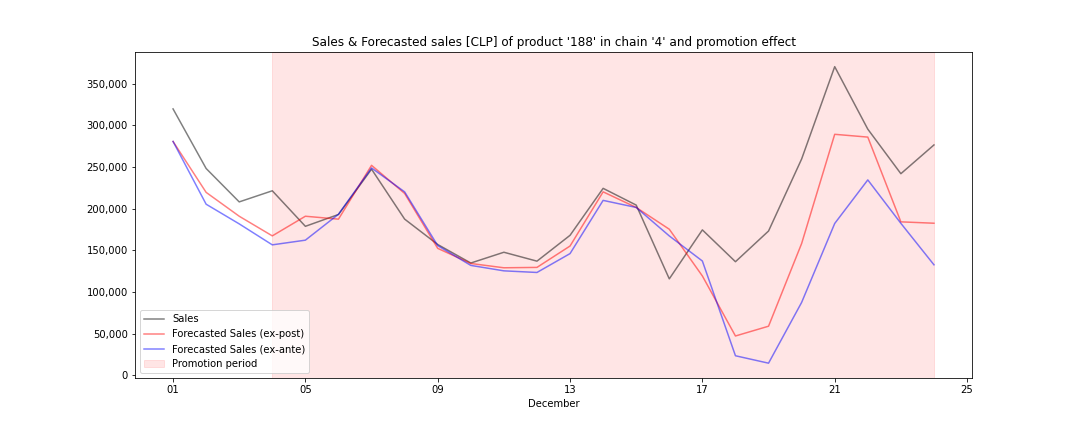 Sales & Forecasted sales [CLP] of product '188' in chain '4' and promotion effect
350,000
300,000
250,000
200,000
150,000
100,000
50,000
0
Sales
Forecasted Sales (ex-post)
Forecasted Sales (ex-ante)
Promotion period
01 05 09 13 17 21 25
December